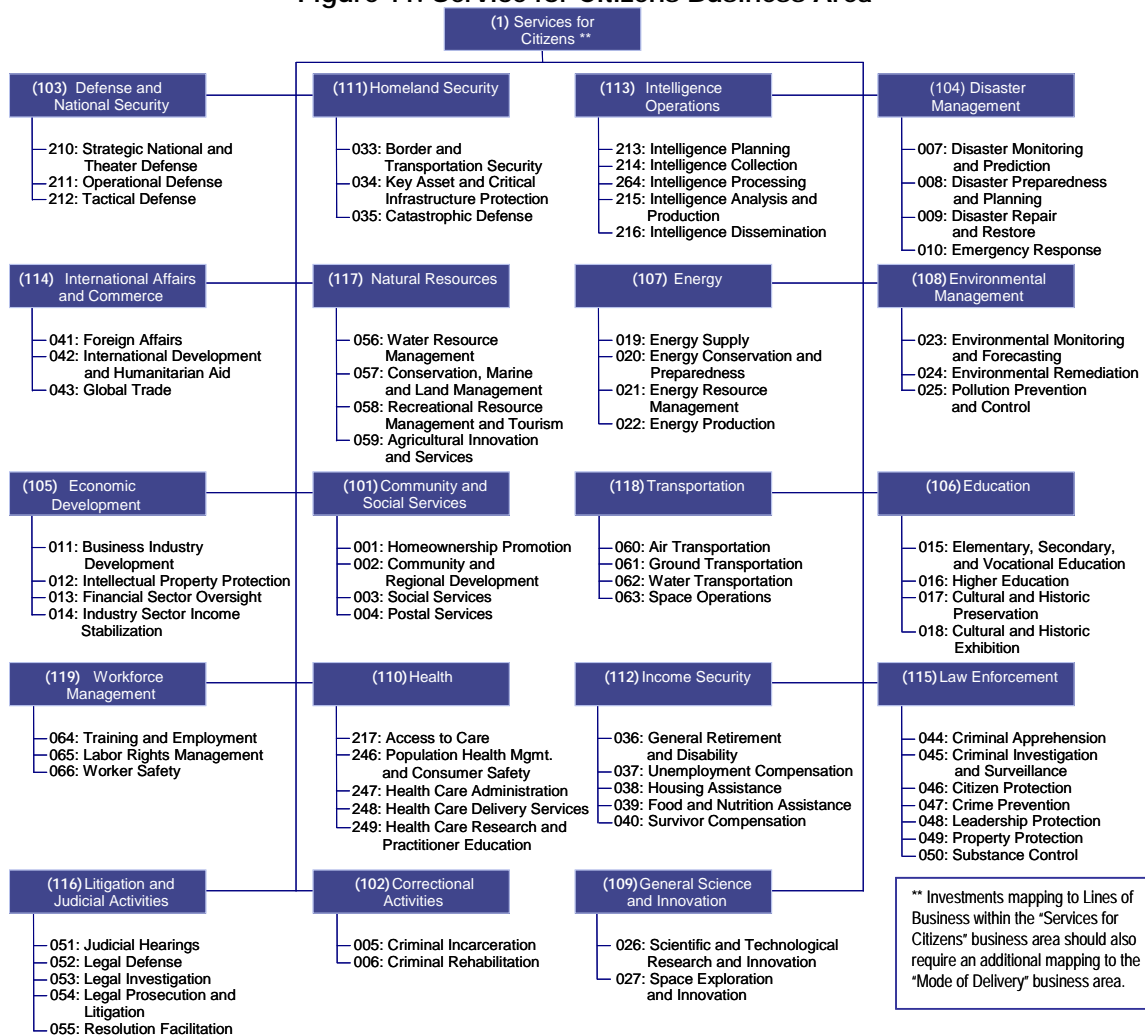 Figure 11: Service for Citizens Business Area
(1) Services for
Citizens **
(103) Defense and
National Security
210: Strategic National and
Theater Defense
211: Operational Defense
212: Tactical Defense
(111) Homeland Security
033: Border and
Transportation Security
034: Key Asset and Critical
Infrastructure Protection
035: Catastrophic Defense
(113) Intelligence
Operations
213: Intelligence Planning
214: Intelligence Collection
264: Intelligence Processing
215: Intelligence Analysis and
Production
216: Intelligence Dissemination
(104) Disaster
Management
007: Disaster Monitoring
and Prediction
008: Disaster Preparedness
and Planning
009: Disaster Repair
and Restore
010: Emergency Response
(114) International Affairs
and Commerce
041: Foreign Affairs
042: International Development
and Humanitarian Aid
043: Global Trade
(117) Natural Resources
056: Water Resource
Management
057: Conservation, Marine
and Land Management
058: Recreational Resource
Management and Tourism
059: Agricultural Innovation
and Services
(107) Energy
019: Energy Supply
020: Energy Conservation and
Preparedness
021: Energy Resource
Management
022: Energy Production
(108) Environmental
Management
023: Environmental Monitoring
and Forecasting
024: Environmental Remediation
025: Pollution Prevention
and Control
(105) Economic
Development
011: Business Industry
Development
012: Intellectual Property Protection
013: Financial Sector Oversight
014: Industry Sector Income
Stabilization
(101) Community and
Social Services
001: Homeownership Promotion
002: Community and
Regional Development
003: Social Services
004: Postal Services
(118) Transportation
060: Air Transportation
061: Ground Transportation
062: Water Transportation
063: Space Operations
(106) Education
015: Elementary, Secondary,
and Vocational Education
016: Higher Education
017: Cultural and Historic
Preservation
018: Cultural and Historic
Exhibition
(119) Workforce
Management
064: Training and Employment
065: Labor Rights Management
066: Worker Safety
(110) Health
217: Access to Care
246: Population Health Mgmt.
and Consumer Safety
247: Health Care Administration
248: Health Care Delivery Services
249: Health Care Research and
Practitioner Education
(112) Income Security
036: General Retirement
and Disability
037: Unemployment Compensation
038: Housing Assistance
039: Food and Nutrition Assistance
040: Survivor Compensation
(115) Law Enforcement
044: Criminal Apprehension
045: Criminal Investigation
and Surveillance
046: Citizen Protection
047: Crime Prevention
048: Leadership Protection
049: Property Protection
050: Substance Control
(116) Litigation and
Judicial Activities
051: Judicial Hearings
052: Legal Defense
053: Legal Investigation
054: Legal Prosecution and
Litigation
055: Resolution Facilitation
(102) Correctional
Activities
005: Criminal Incarceration
006: Criminal Rehabilitation
(109) General Science
and Innovation
026: Scientific and Technological
Research and Innovation
027: Space Exploration
and Innovation
** Investments mapping to Lines of
Business within the "Services for
Citizens" business area should also
require an additional mapping to the
"Mode of Delivery" business area.